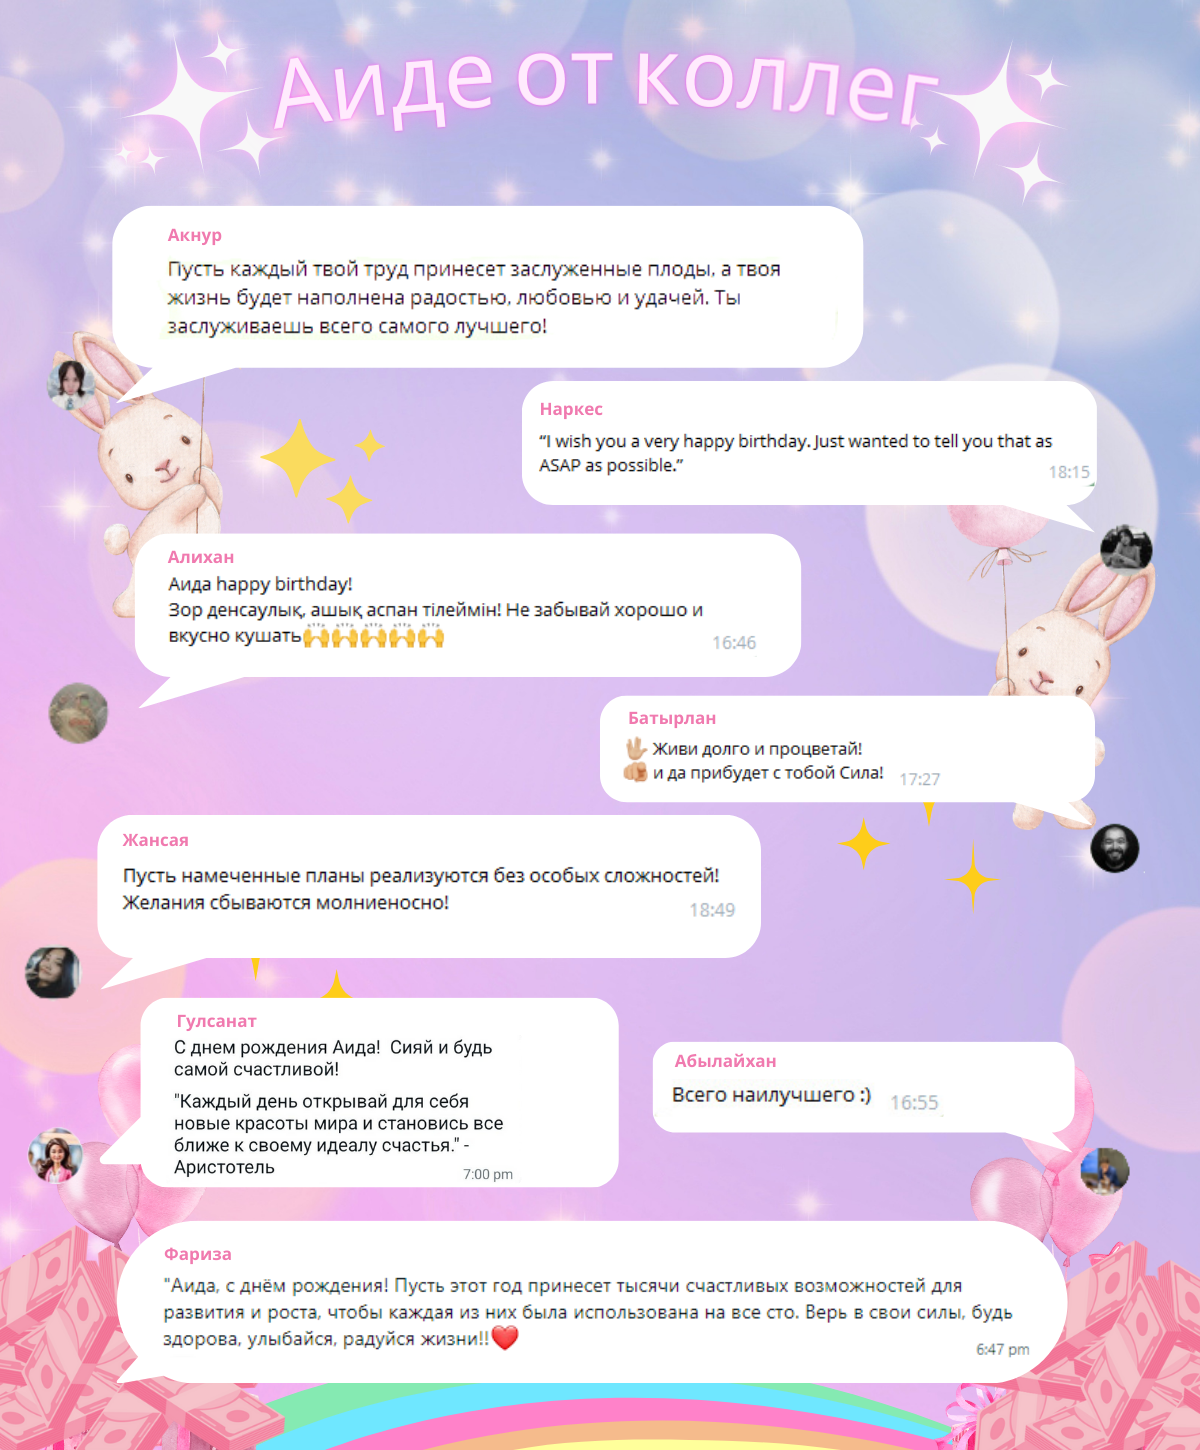 Аиде от коллег
Акнур
Пусть каждый твой труд принесет заслуженные плоды, а твоя
жизнь будет наполнена радостью, любовью и удачей. Ты
заслуживаешь всего самого лучшего!
Наркес
“I wish you a very happy birthday. Just wanted to tell you that as
ASAP as possible.”
18:15
Алихан
Аида happy birthday!
Зор денсаулық, ашық аспан тілеймін! Не забывай хорошо и
вкусно кушать🙌🙌🙌🙌🙌
16:46
Батырлан
🖖🏼 Живи долго и процветай!
🫵🏼 и да прибудет с тобой Сила!
17:27
Жансая
Пусть намеченные планы реализуются без особых сложностей!
Желания сбываются молниеносно!
18:49
Гулсанат
С днем рождения Аида!  Сияй и будь
самой счастливой!
"Каждый день открывай для себя
новые красоты мира и становись все
ближе к своему идеалу счастья." -
Аристотель
7:00 pm
Абылайхан
Всего наилучшего :)
16:55
Фариза
"Аида, с днём рождения! Пусть этот год принесет тысячи счастливых возможностей для
развития и роста, чтобы каждая из них была использована на все сто. Верь в свои силы, будь
здорова, улыбайся, радуйся жизни!!❤️
6:47 pm